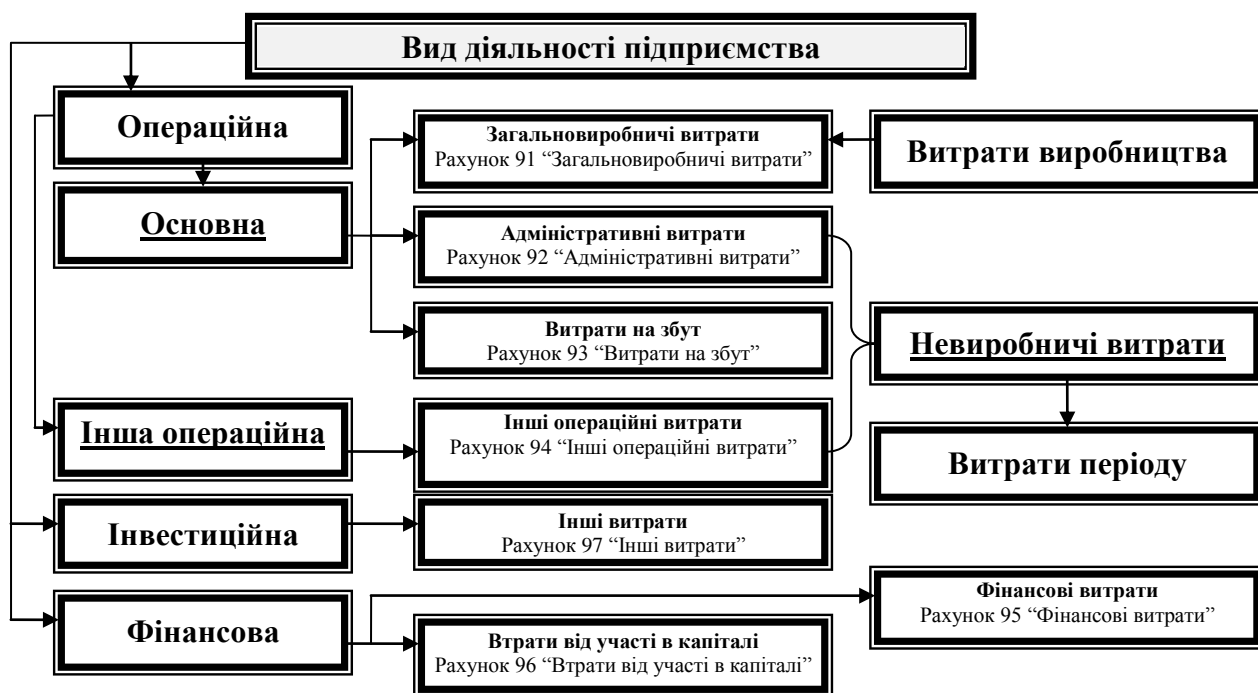 Вид діяльності підприємства
Операційна
Загальновиробничі витрати
Рахунок 91 “Загальновиробничі витрати”
Витрати виробництва
Основна
Адміністративні витрати
Рахунок 92 “Адміністративні витрати”
Витрати на збут
Рахунок 93 “Витрати на збут”
Невиробничі витрати
Інша операційна
Інші операційні витрати
Рахунок 94 “Інші операційні витрати”
Витрати періоду
Інвестиційна
Інші витрати
Рахунок 97 “Інші витрати”
Фінансові витрати
Рахунок 95 “Фінансові витрати”
Фінансова
Втрати від участі в капіталі
Рахунок 96 “Втрати від участі в капіталі”